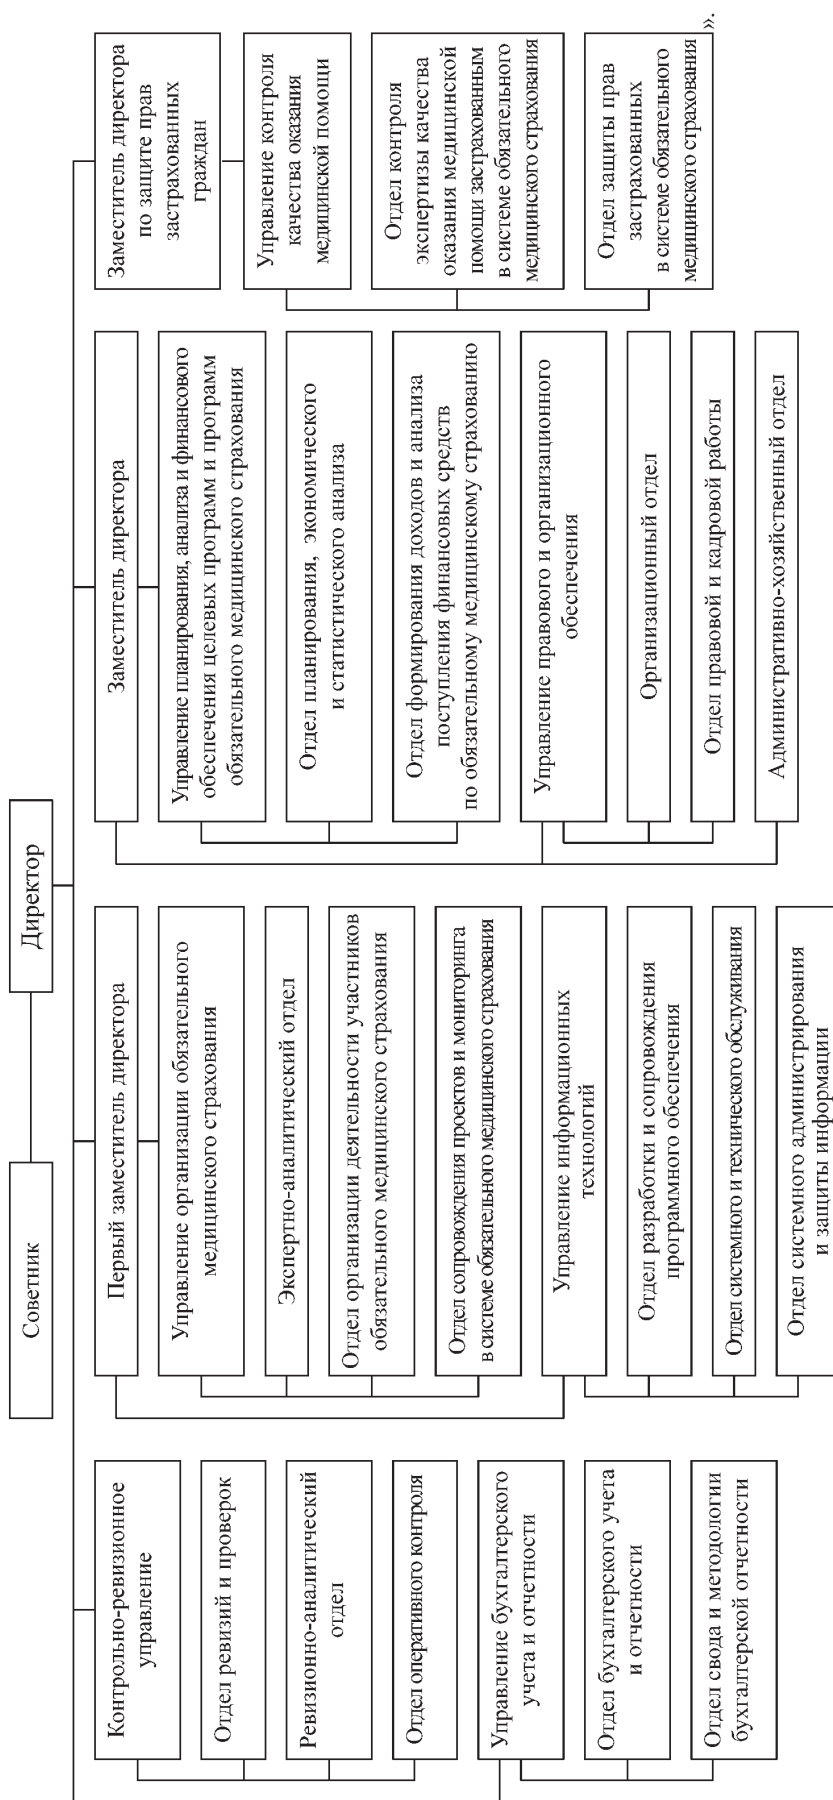 Советник
Директор
Контрольно-ревизионное
управление
Отдел ревизий и проверок
Ревизионно-аналитический
отдел
Отдел оперативного контроля
Управление бухгалтерского
учета и отчетности
Отдел бухгалтерского учета
и отчетности
Отдел свода и методологии
бухгалтерской отчетности
Первый заместитель директора
Управление организации обязательного
медицинского страхования
Экспертно-аналитический отдел
Отдел организации деятельности участников
обязательного медицинского страхования
Отдел сопровождения проектов и мониторинга
в системе обязательного медицинского страхования
Управление информационных
технологий
Отдел разработки и сопровождения
программного обеспечения
Отдел системного и технического обслуживания
Отдел системного администрирования
и защиты информации
Заместитель директора
Управление планирования, анализа и финансового
обеспечения целевых программ и программ
обязательного медицинского страхования
Отдел планирования, экономического
и статистического анализа
Отдел формирования доходов и анализа
поступления финансовых средств
по обязательному медицинскому страхованию
Управление правового и организационного
обеспечения
Организационный отдел
Отдел правовой и кадровой работы
Административно-хозяйственный отдел
Заместитель директора
по защите прав
застрахованных
граждан
Управление контроля
качества оказания
медицинской помощи
Отдел контроля
экспертизы качества
оказания медицинской
помощи застрахованным
в системе обязательного
медицинского страхования
Отдел защиты прав
застрахованных
в системе обязательного
медицинского страхования
».